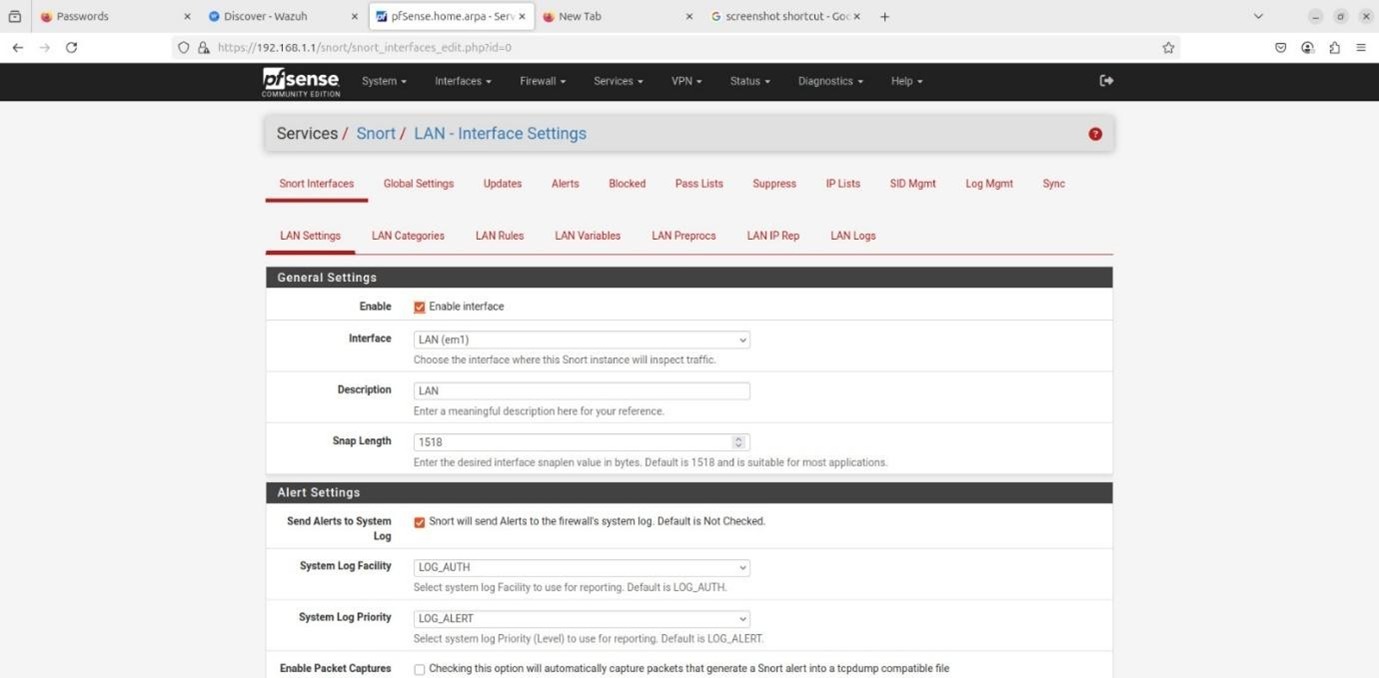 Passwords
Discover - Wazuh
pfSense.home.arpa - Serv
New Tab
screenshot shortcut - Goo
https://192.168.1.1/snort/snort_interfaces_edit.php?id=0
pfsense
COMMUNITY EDITION
System
Interfaces
Firewall
Services
VPN
Status
Diagnostics
Help
Services / Snort / LAN - Interface Settings
Snort Interfaces
Global Settings
Updates
Alerts
Blocked
Pass Lists
Suppress
IP Lists
SID Mgmt
Log Mgmt
Sync
LAN Settings
LAN Categories
LAN Rules
LAN Variables
LAN Preprocs
LAN IP Rep
LAN Logs
General Settings
Enable
Enable interface
Interface
LAN (em1)
Choose the interface where this Snort instance will inspect traffic.
Description
LAN
Enter a meaningful description here for your reference.
Snap Length
1518
Enter the desired interface snaplen value in bytes. Default is 1518 and is suitable for most applications.
Alert Settings
Send Alerts to System
Log
Snort will send Alerts to the firewall's system log. Default is Not Checked.
System Log Facility
LOG_AUTH
Select system log Facility to use for reporting. Default is LOG_AUTH.
System Log Priority
LOG_ALERT
Select system log Priority (Level) to use for reporting. Default is LOG_ALERT.
Enable Packet Captures
Checking this option will automatically capture packets that generate a Snort alert into a tcpdump compatible file